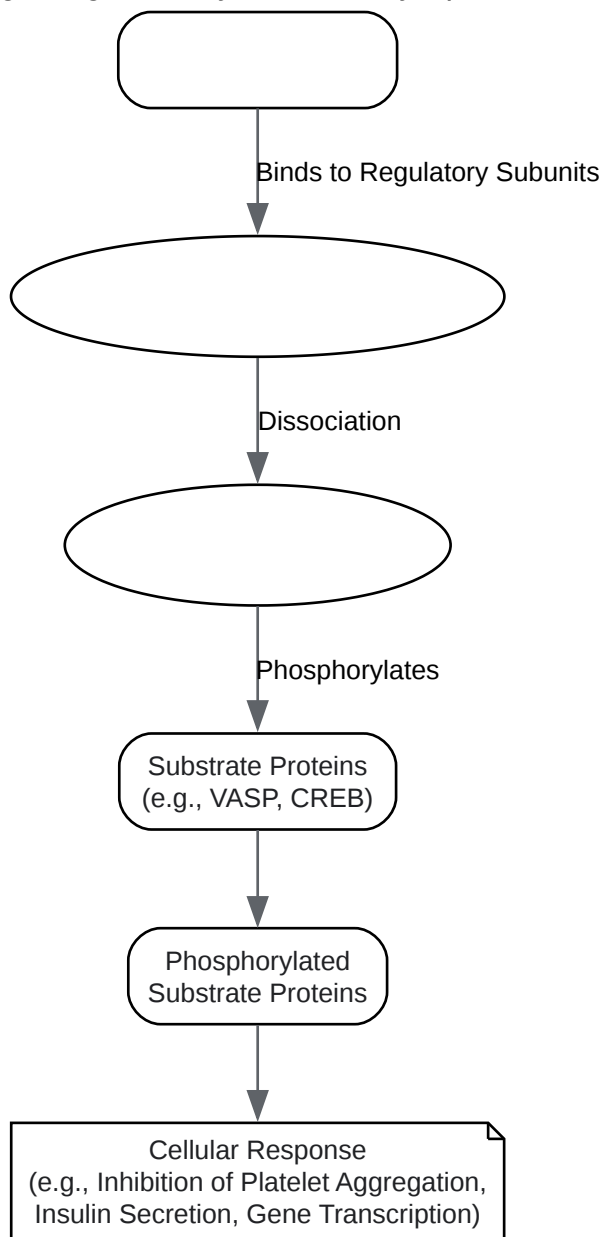 Binds to Regulatory Subunits
Dissociation
Phosphorylates
Substrate Proteins
(e.g., VASP, CREB)
Phosphorylated
Substrate Proteins
Cellular Response
(e.g., Inhibition of Platelet Aggregation,
Insulin Secretion, Gene Transcription)